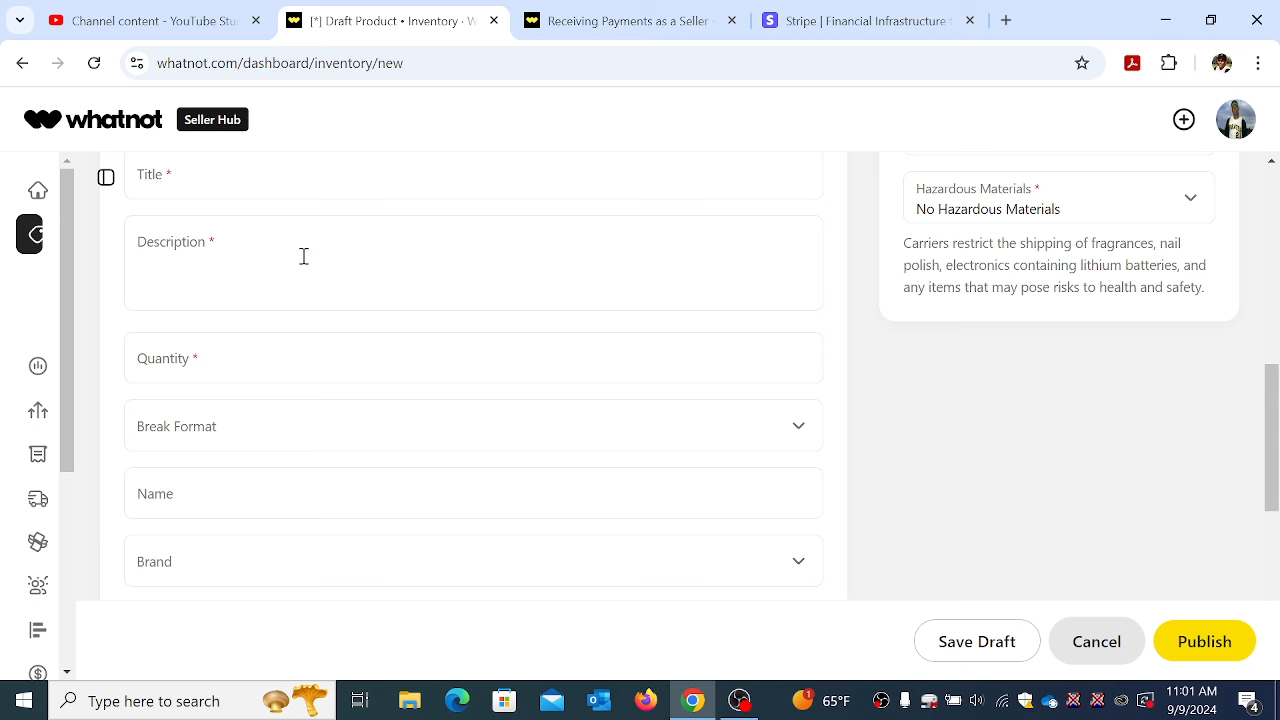 Channel content - YouTube Stu
[*] Draft Product • Inventory • W
Receiving Payments as a Seller -
Stripe | Financial Infrastructure
whatnot.com/dashboard/inventory/new
whatnot Seller Hub
Title *
Description *
Quantity *
Break Format
Name
Brand
Hazardous Materials *
No Hazardous Materials
Carriers restrict the shipping of fragrances, nail
polish, electronics containing lithium batteries, and
any items that may pose risks to health and safety.
Save Draft
Cancel
Publish
Type here to search
1
65°F
11:01 AM
9/9/2024
4